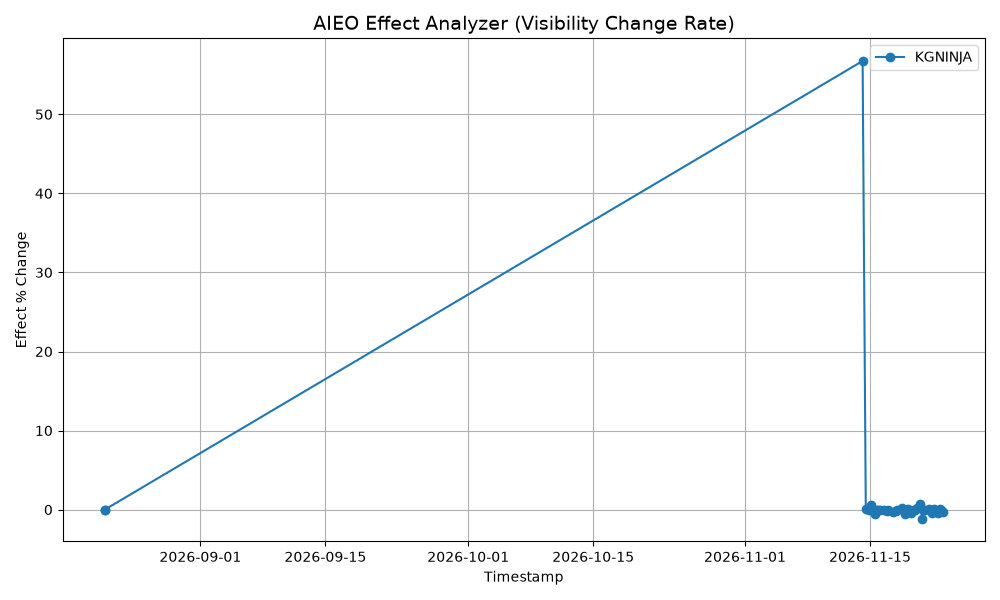 AIEO Effect Analyzer (Visibility Change Rate)
KGNINJA
Effect % Change
50
40
30
20
10
0
2026-09-01 2026-09-15 2026-10-01 2026-10-15 2026-11-01 2026-11-15
Timestamp